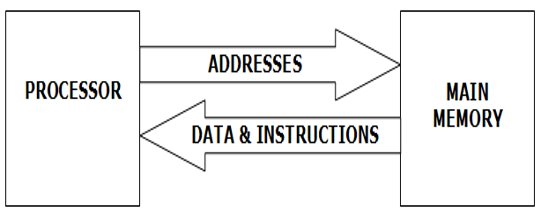 PROCESSOR
ADDRESSES
DATA & INSTRUCTIONS
MAIN
MEMORY